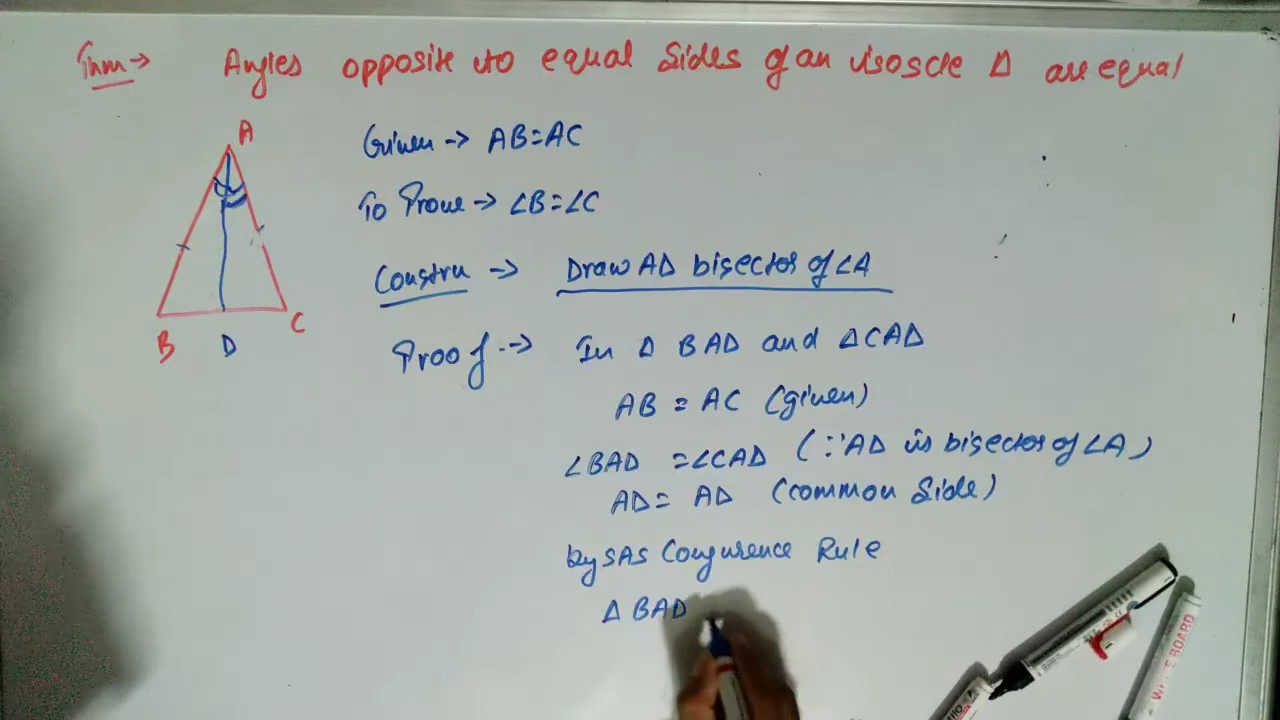 Thm→ Angles opposite to equal Sides of an isoscle Δ are equal
A
B
D
C
Given → AB=AC
To Prove → ∠B=∠C
Constru → Draw AD bisector of ∠A
Proof → In Δ BAD and ΔCAD
AB = AC (given)
∠BAD =∠CAD (∵AD is bisector of ∠A)
AD = AD (common Side)
by SAS Congurence Rule
Δ BAD